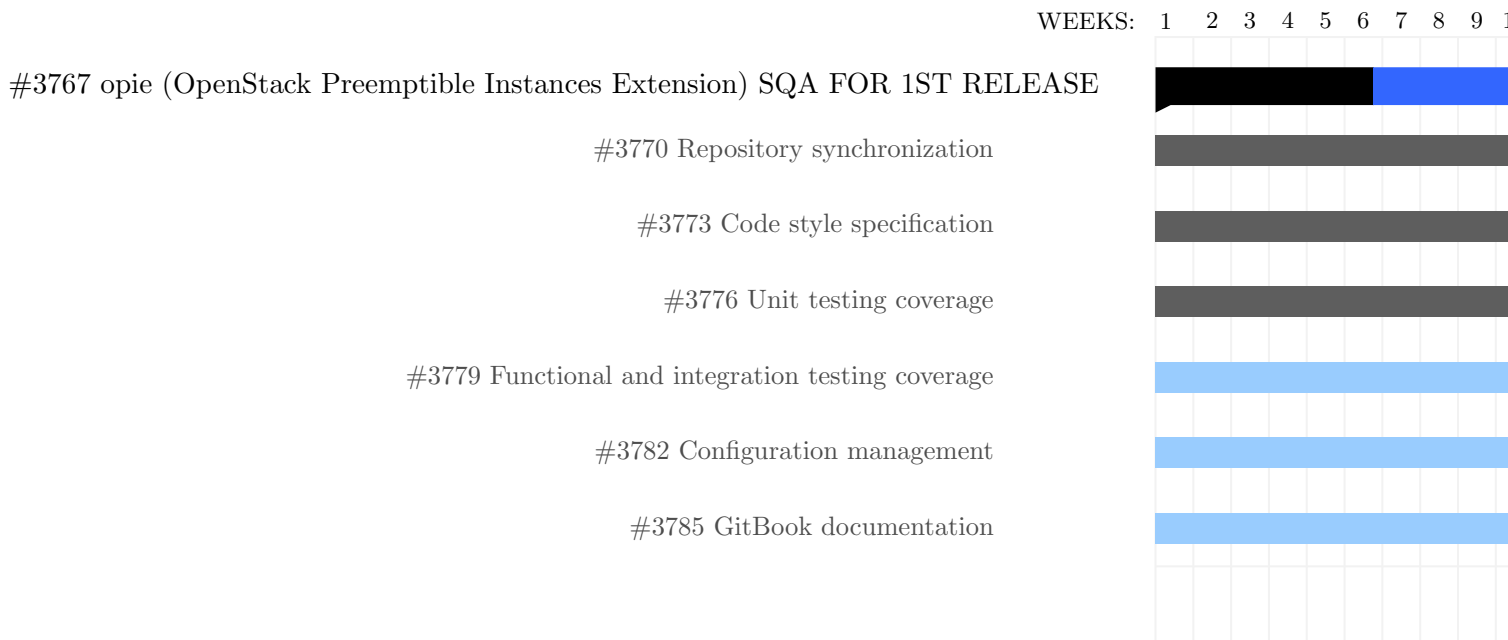 WEEKS: 1 2 3 4 5 6 7 8 9
#3767 opie (OpenStack Preemptible Instances Extension) SQA FOR 1ST RELEASE
#3770 Repository synchronization
#3773 Code style specification
#3776 Unit testing coverage
#3779 Functional and integration testing coverage
#3782 Configuration management
#3785 GitBook documentation